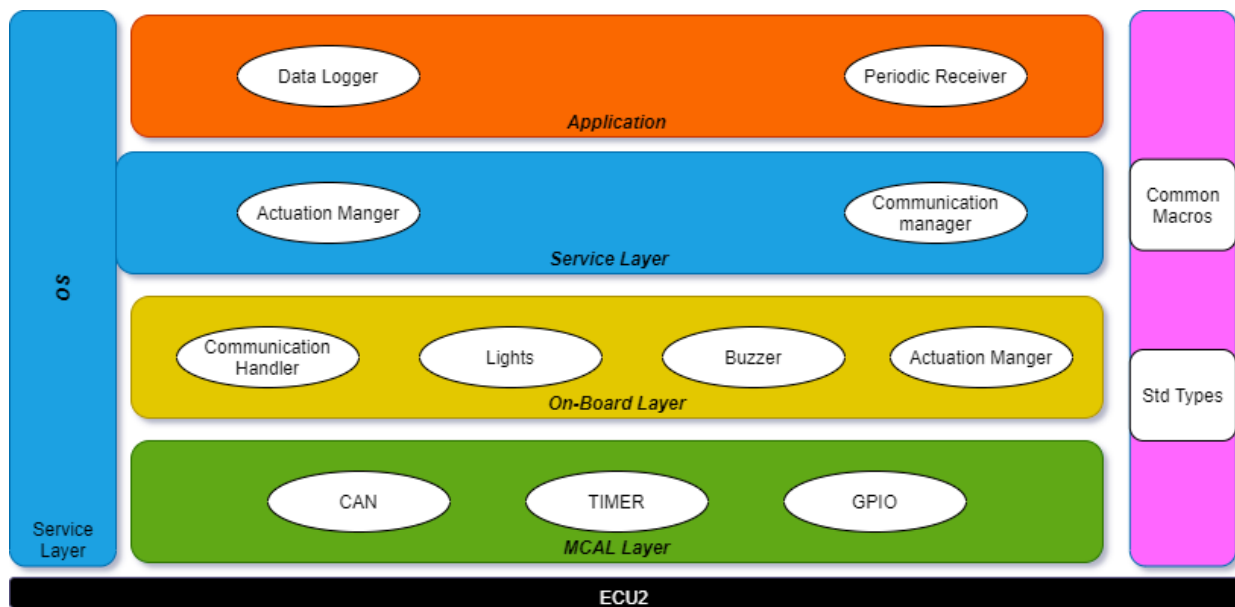 Data Logger
Periodic Receiver
Application
Actuation Manger
Communication
manager
Service Layer
OS
Common
Macros
Communication
Handler
Lights
Buzzer
Actuation Manger
On-Board Layer
Std Types
CAN
TIMER
GPIO
MCAL Layer
Service
Layer
ECU2